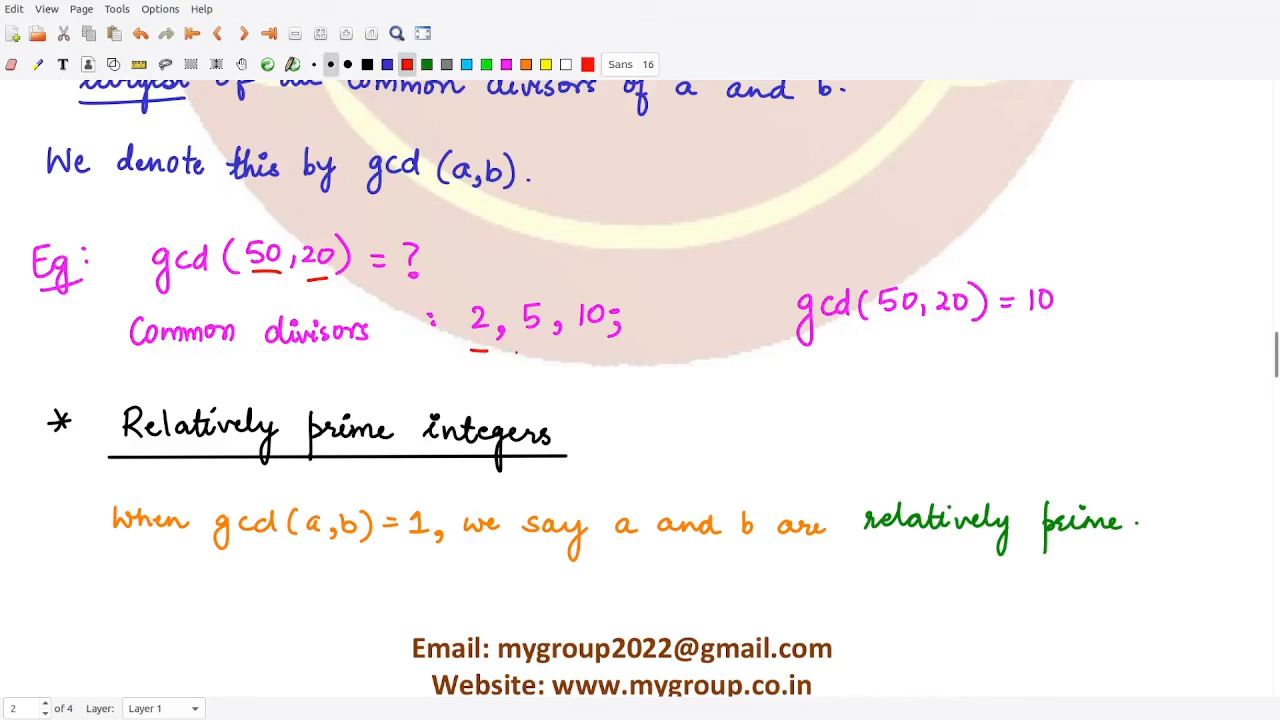 Edit View Page Tools Options Help
Sans 16
largest of all common divisors of a and b.
We denote this by gcd (a,b).
Eg: gcd (50,20) = ?
Common divisors : 2, 5, 10;
gcd(50,20) = 10
* Relatively prime integers
When gcd(a,b)=1, we say a and b are relatively prime.
Email: mygroup2022@gmail.com
Website: www.mygroup.co.in
2 of 4 Layer: Layer 1